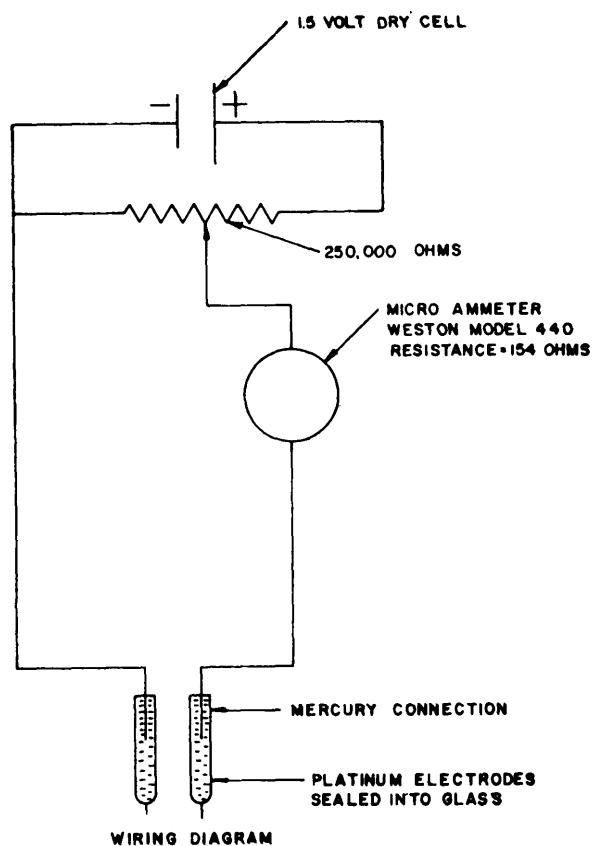 1.5 VOLT DRY CELL
- +
250,000 OHMS
MICRO AMMETER
WESTON MODEL 440
RESISTANCE=154 OHMS
MERCURY CONNECTION
PLATINUM ELECTRODES
SEALED INTO GLASS
WIRING DIAGRAM